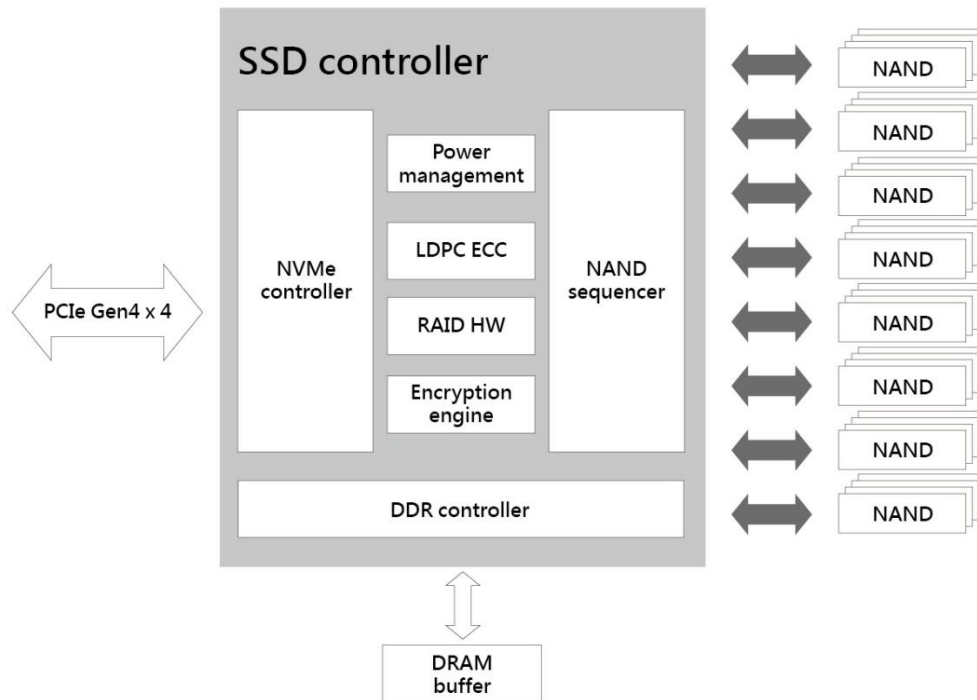 SSD controller
PCIe Gen4 x 4
NVMe
controller
Power
management
LDPC ECC
RAID HW
Encryption
engine
NAND
sequencer
DDR controller
DRAM
buffer
NAND
NAND
NAND
NAND
NAND
NAND
NAND
NAND